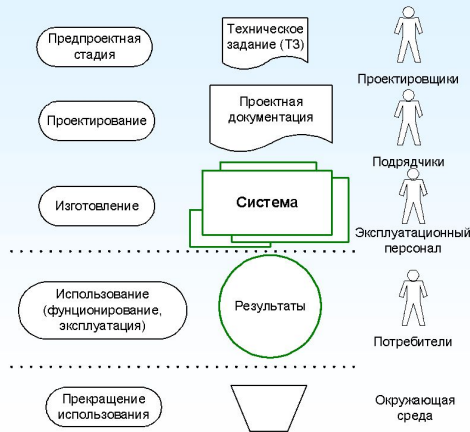 Предпроектная
стадия
Техническое
задание (ТЗ)
Проектировщики
Проектирование
Проектная
документация
Подрядчики
Изготовление
Система
Эксплуатационный
персонал
Использование
(фунционирование,
эксплуатация)
Результаты
Потребители
Прекращение
использования
Окружающая
среда